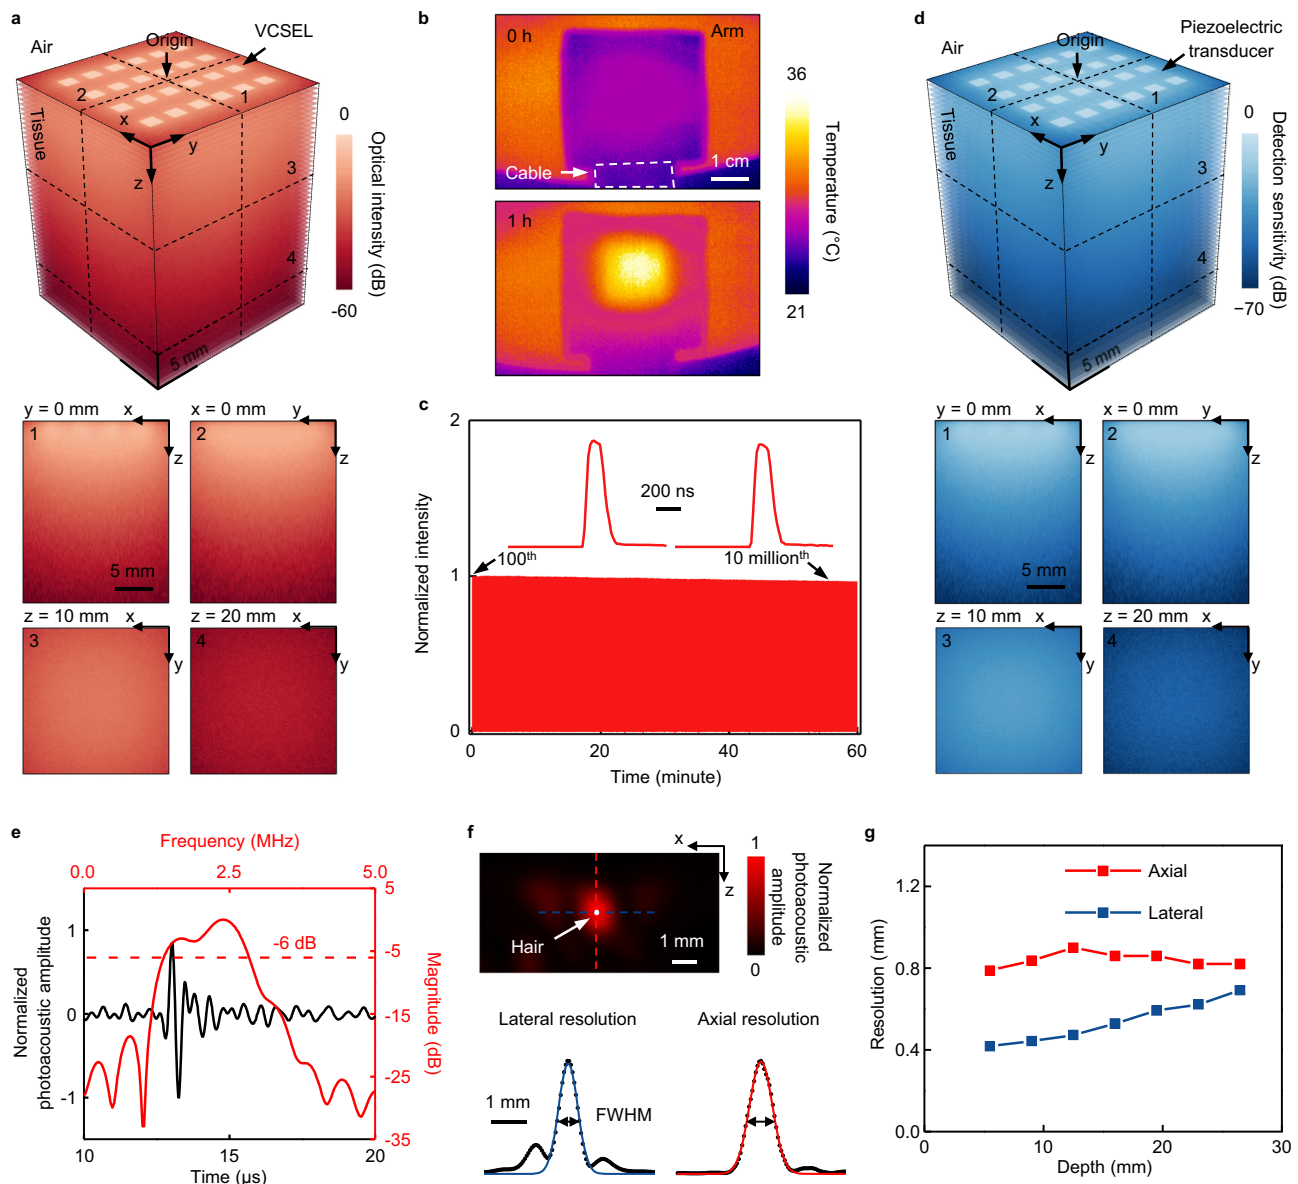 a
Air
Origin
VCSEL
2
1
x
y
z
Tissue
3
4
5 mm
0
Optical intensity (dB)
-60
y = 0 mm
x
1
z
5 mm
x = 0 mm
y
2
z
z = 10 mm
x
3
y
z = 20 mm
x
4
y
b
0 h
Arm
Cable
1 cm
1 h
36
Temperature (°C)
21
c
2
1
0
Normalized intensity
200 ns
100th
10 millionth
0
20
40
60
Time (minute)
d
Air
Origin
Piezoelectric
transducer
2
1
x
y
z
Tissue
3
4
5 mm
0
Detection sensitivity (dB)
−70
y = 0 mm
x
1
z
5 mm
x = 0 mm
y
2
z
z = 10 mm
x
3
y
z = 20 mm
x
4
y
e
Frequency (MHz)
0.0
2.5
5.0
5
-5
-15
-25
-35
Magnitude (dB)
-6 dB
1
0
-1
Normalized
photoacoustic amplitude
10
15
20
Time (µs)
f
x
z
Hair
1 mm
1
0
Normalized
photoacoustic
amplitude
Lateral resolution
Axial resolution
1 mm
FWHM
g
Axial
Lateral
1.2
0.8
0.4
0.0
Resolution (mm)
0
10
20
30
Depth (mm)